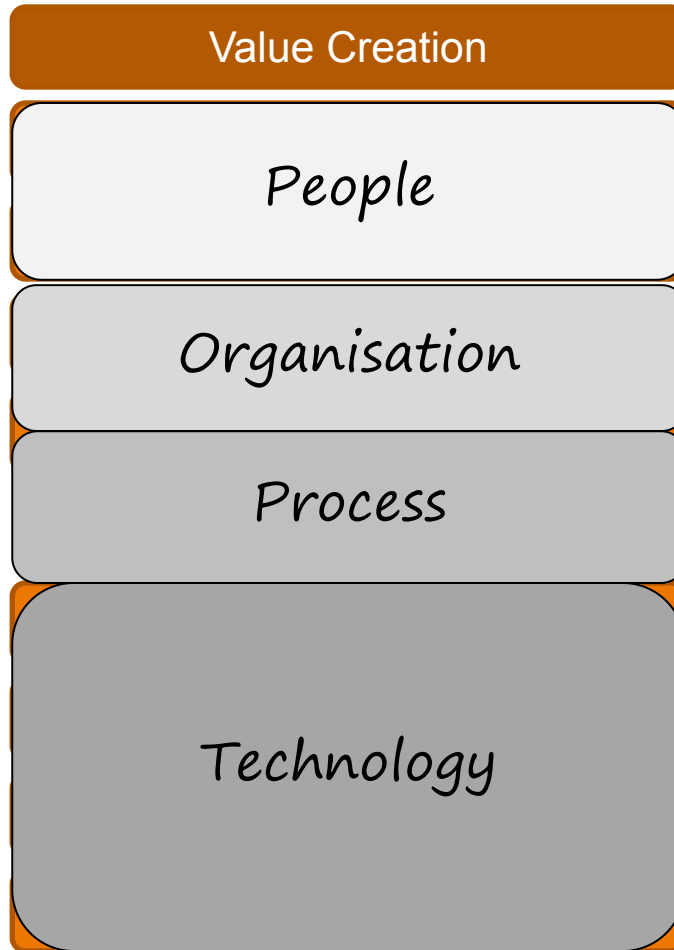 Value Creation
People
Organisation
Process
Technology